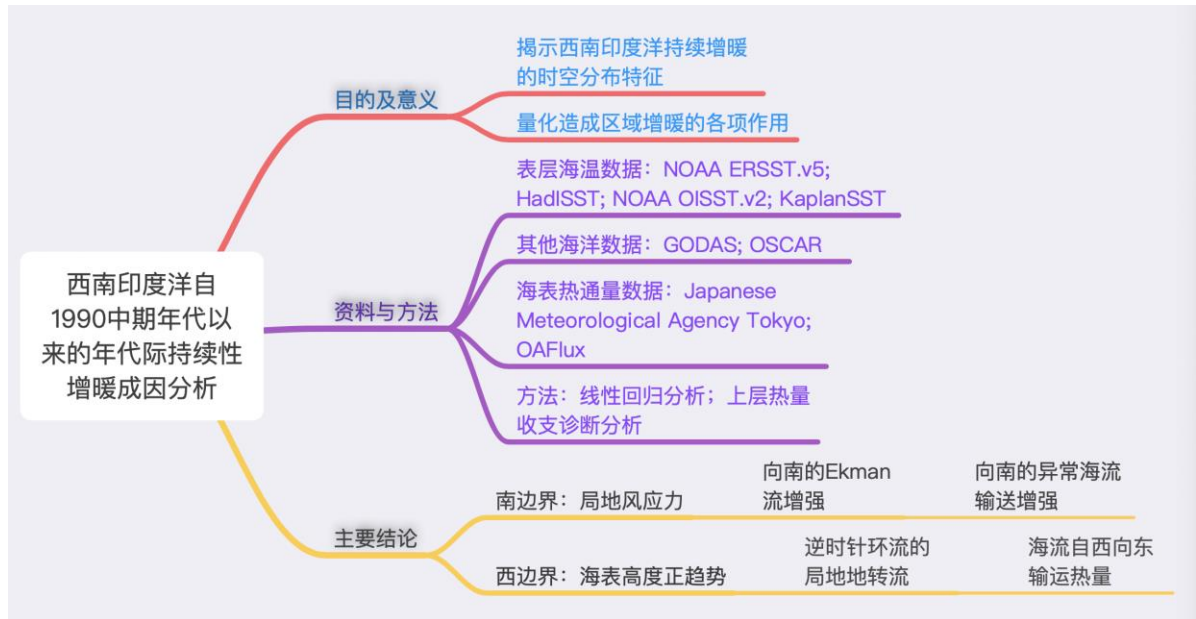 西南印度洋自
1990中期年代以
来的年代际持续性
增暖成因分析
目的及意义
揭示西南印度洋持续增暖
的时空分布特征
量化造成区域增暖的各项作用
资料与方法
表层海温数据：NOAA ERSST.v5;
HadISST; NOAA OISST.v2; KaplanSST
其他海洋数据：GODAS; OSCAR
海表热通量数据：Japanese
Meteorological Agency Tokyo;
OAFlux
方法：线性回归分析；上层热量
收支诊断分析
主要结论
南边界：局地风应力
向南的Ekman
流增强
向南的异常海流
输送增强
西边界：海表高度正趋势
逆时针环流的
局地地转流
海流自西向东
输运热量